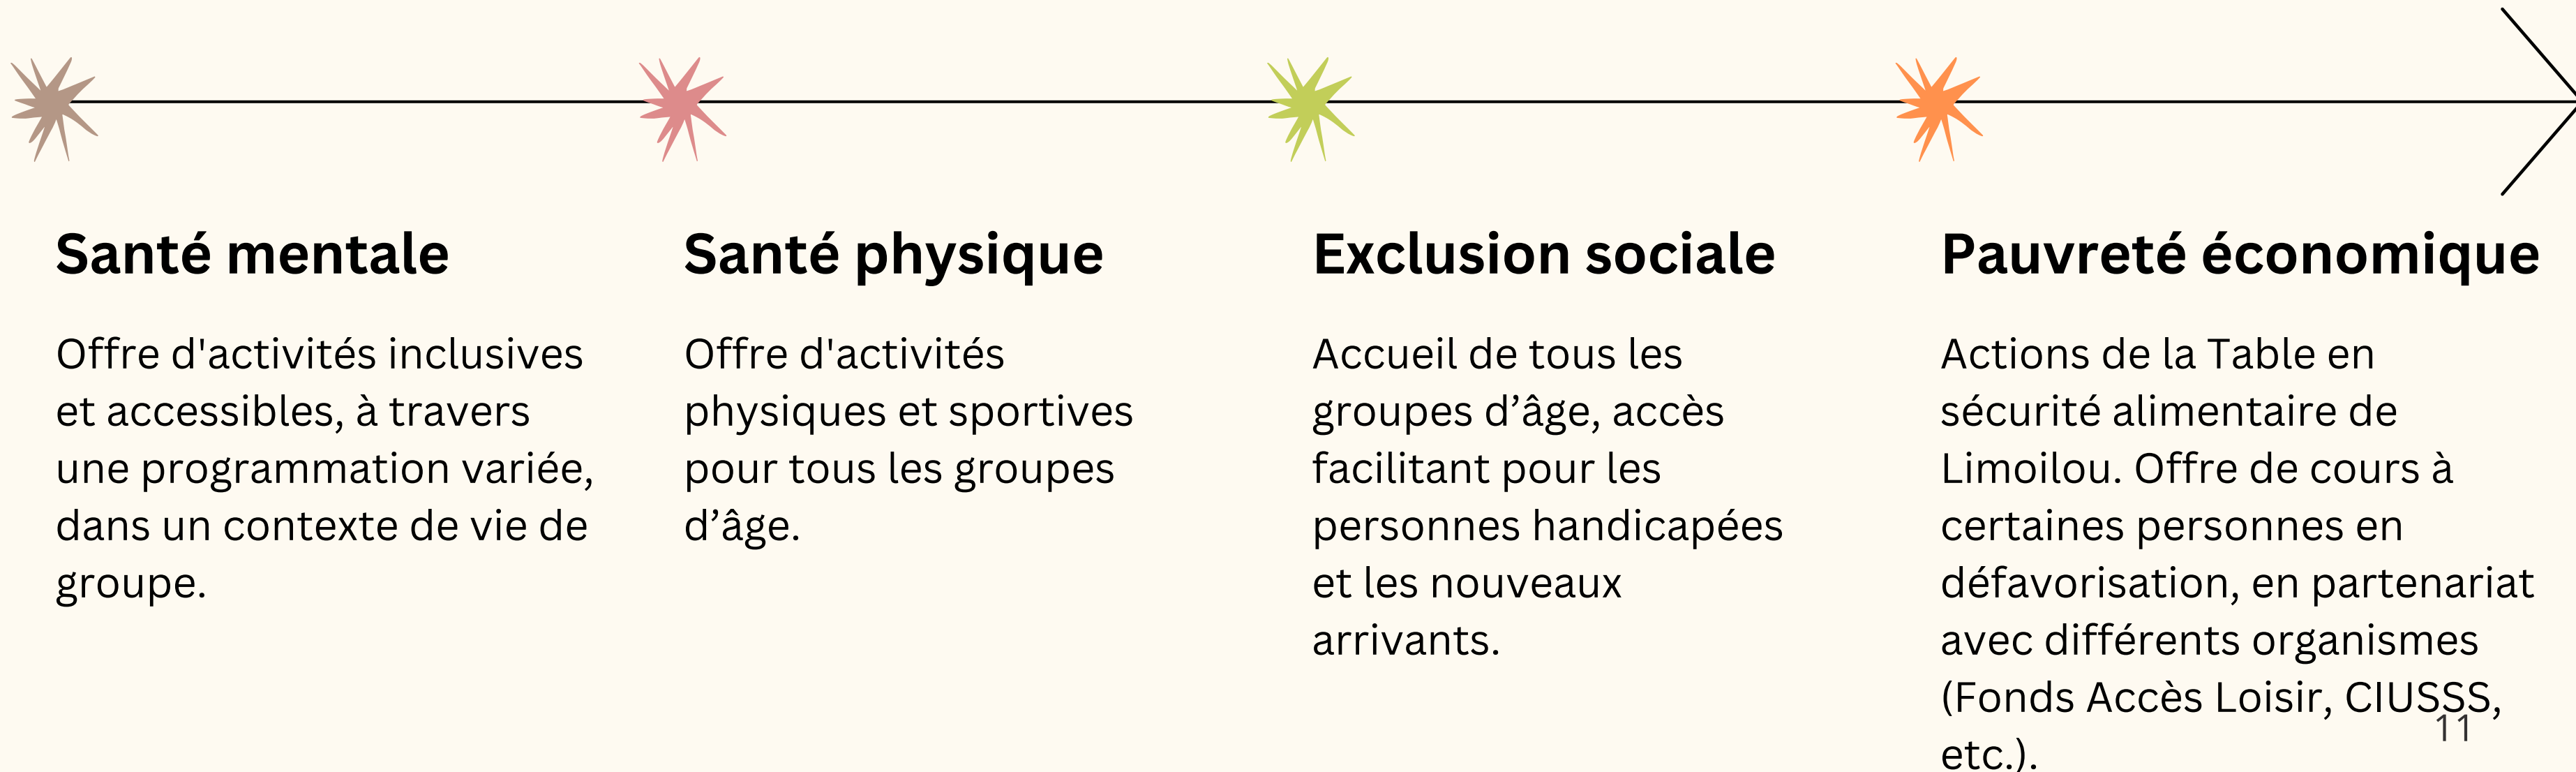 Santé mentale
Offre d'activités inclusives
et accessibles, à travers
une programmation variée,
dans un contexte de vie de
groupe.
Santé physique
Offre d'activités
physiques et sportives
pour tous les groupes
d’âge.
Exclusion sociale
Accueil de tous les
groupes d’âge, accès
facilitant pour les
personnes handicapées
et les nouveaux
arrivants.
Pauvreté économique
Actions de la Table en
sécurité alimentaire de
Limoilou. Offre de cours à
certaines personnes en
défavorisation, en partenariat
avec différents organismes
(Fonds Accès Loisir, CIUSSS,
etc.).
11